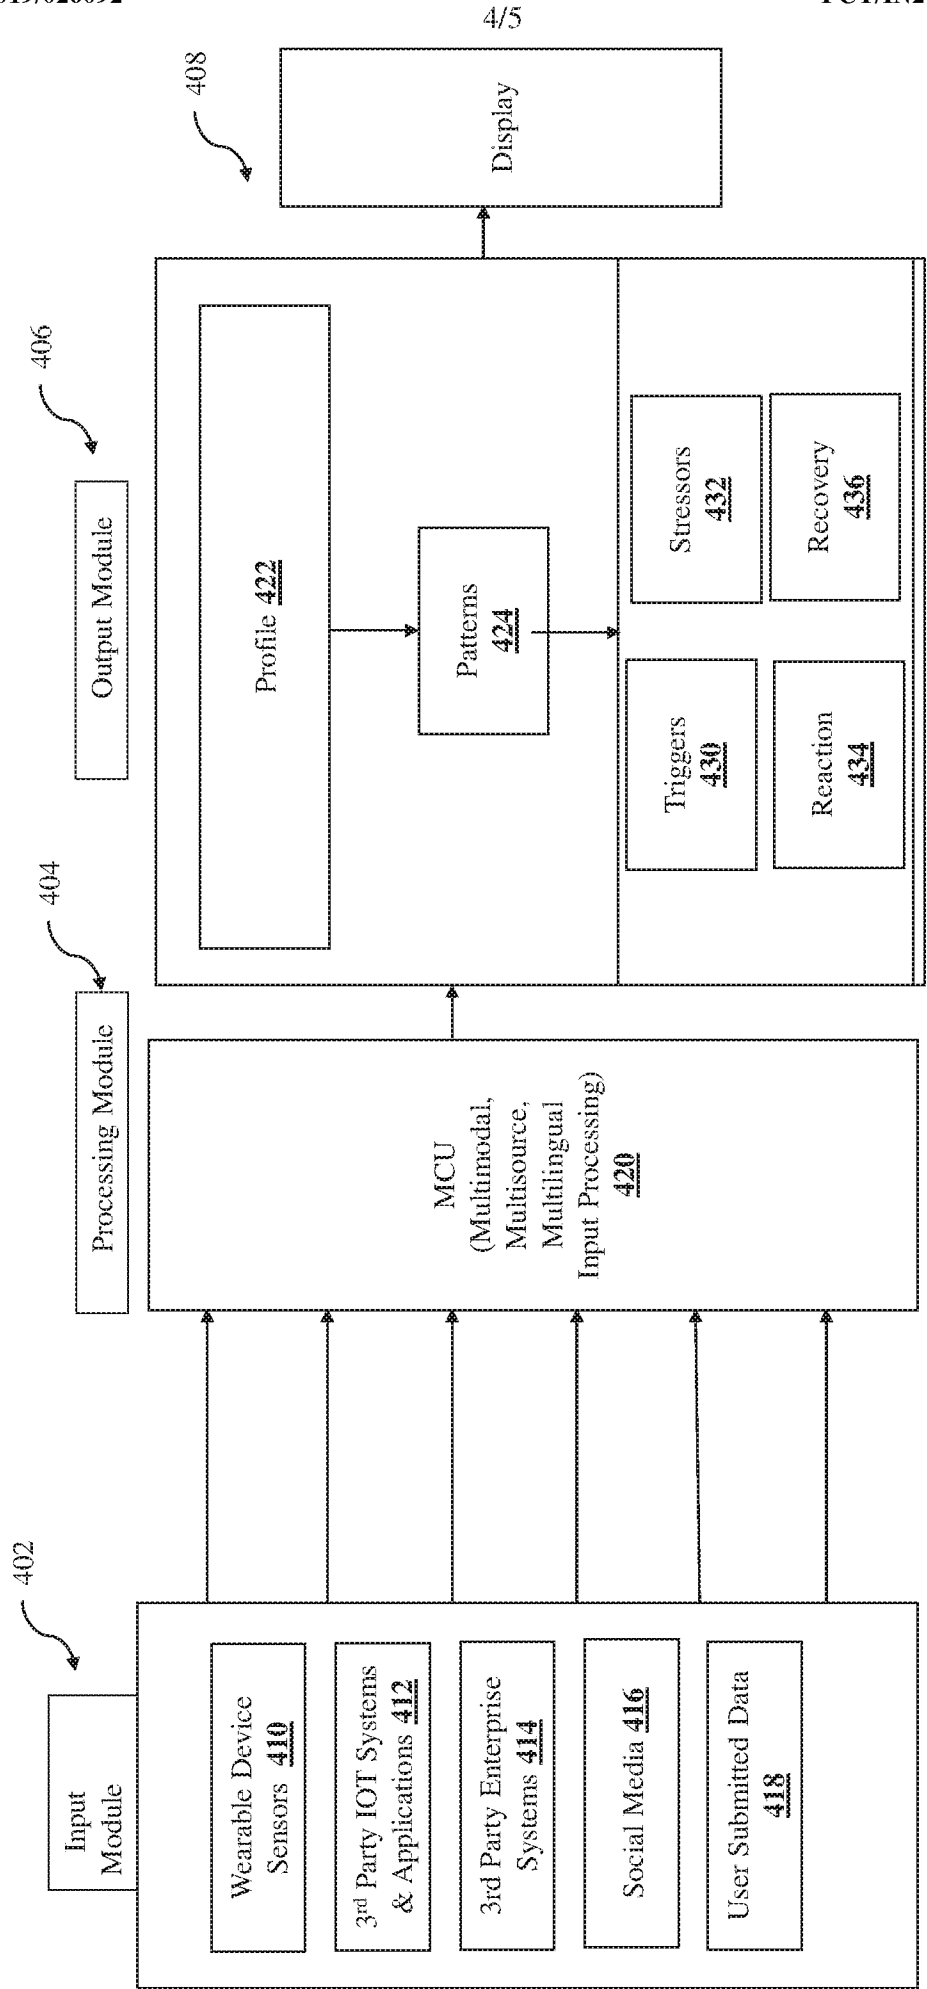 4/5
402
Input
Module
Wearable Device
Sensors 410
3rd Party IOT Systems
& Applications 412
3rd Party Enterprise
Systems 414
Social Media 416
User Submitted Data
418
404
Processing Module
MCU
(Multimodal,
Multisource,
Multilingual
Input Processing)
420
406
Output Module
Profile 422
Patterns
424
Triggers
430
Stressors
432
Reaction
434
Recovery
436
408
Display